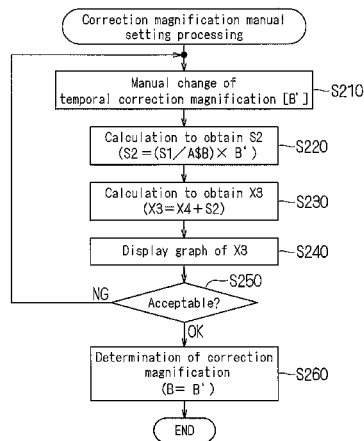 Correction magnification manual
setting processing
Manual change of
temporal correction magnification [B']
S210
Calculation to obtain S2
(S2=(S1/A$B)× B')
S220
Calculation to obtain X3
(X3=X4+S2)
S230
Display graph of X3
S240
S250
NG
Acceptable?
OK
Determination of correction
magnification
(B= B')
S260
END